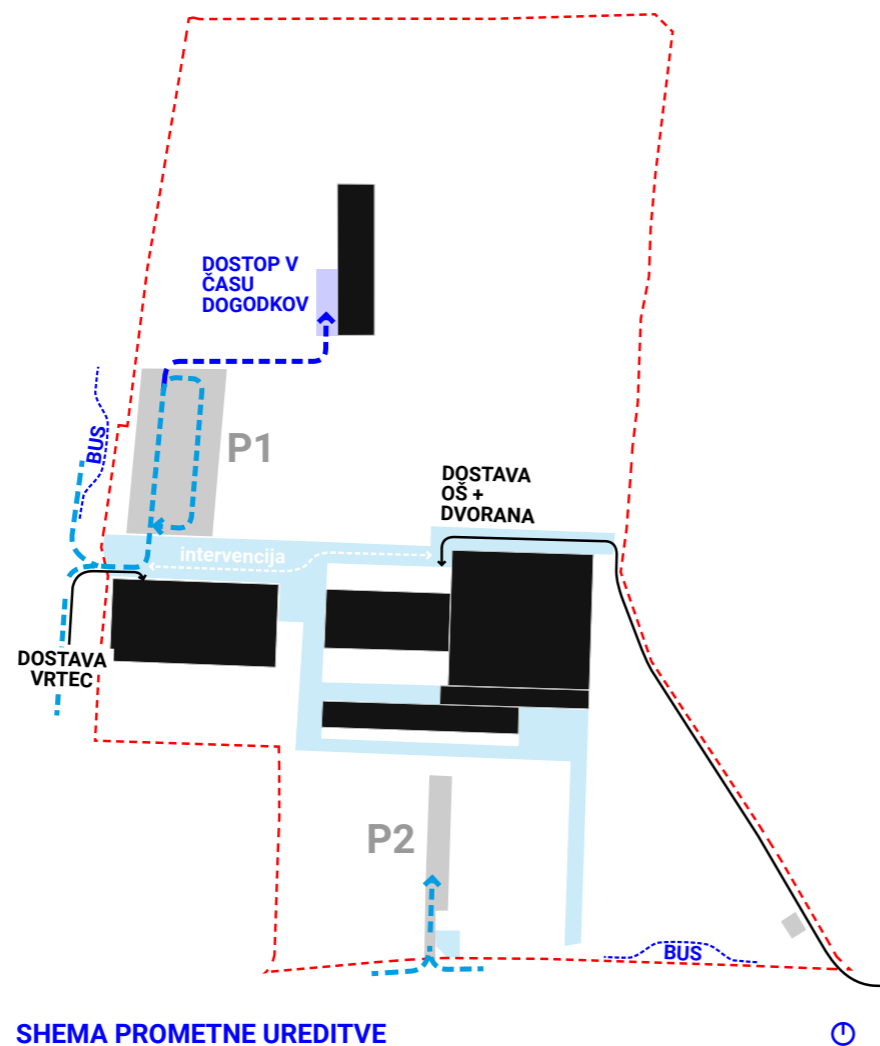 DOSTOP V
ČASU
DOGODKOV
BUS
P1
DOSTAVA
OŠ +
DVORANA
intervencija
DOSTAVA
VRTEC
P2
BUS
SHEMA PROMETNE UREDITVE